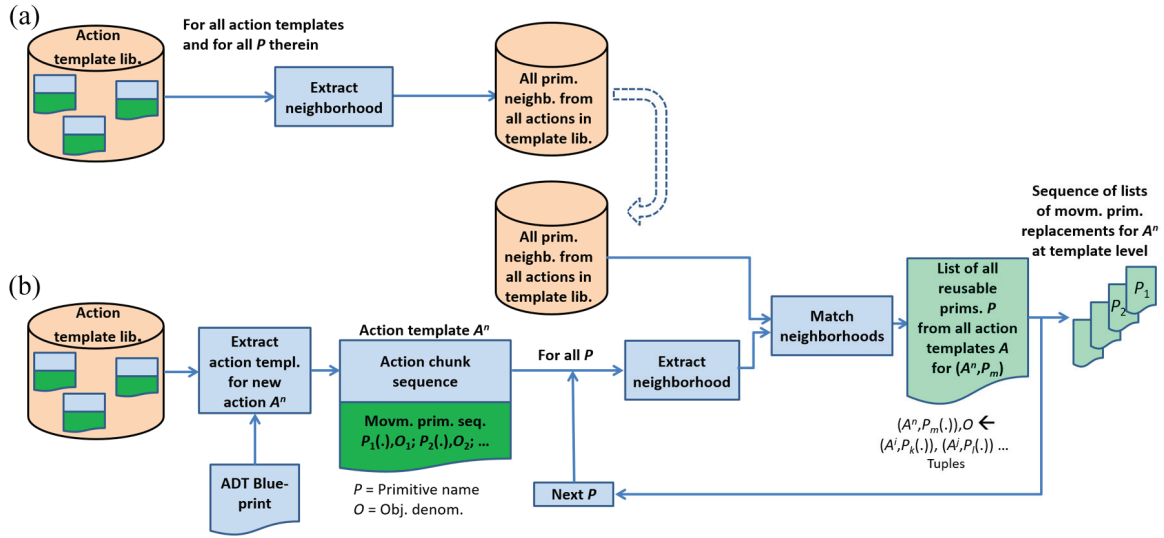 (a)
Action
template lib.
For all action templates
and for all P therein
Extract
neighborhood
All prim.
neighb. from
all actions in
template lib.
All prim.
neighb. from
all actions in
template lib.
Sequence of lists
of movm. prim.
replacements for Aⁿ
at template level
P₁
P₂
(b)
Action
template lib.
Extract
action templ.
for new
action Aⁿ
ADT Blue-
print
Action template Aⁿ
Action chunk
sequence
Movm. prim. seq.
P₁(.),O₁; P₂(.),O₂; ...
P = Primitive name
O = Obj. denom.
For all P
Extract
neighborhood
Next P
Match
neighborhoods
List of all
reusable
prims. P
from all action
templates A
for (Aⁿ,Pₘ)
(Aⁿ,Pₘ(.)),O ←
(Aⁱ,Pₖ(.)), (Aʲ,Pₗ(.)) ...
Tuples